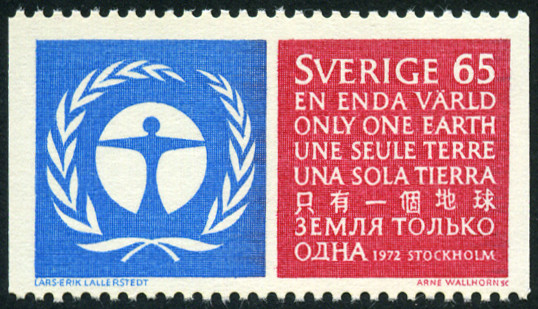 SVERIGE 65
EN ENDA VÄRLD
ONLY ONE EARTH
UNE SEULE TERRE
UNA SOLA TIERRA
只有一個地球
ЗЕМЛЯ ТОЛЬКО
ОДНА 1972 STOCKHOLM
LARS-ERIK LALLERSTEDT
ARNE WALLHORN SC